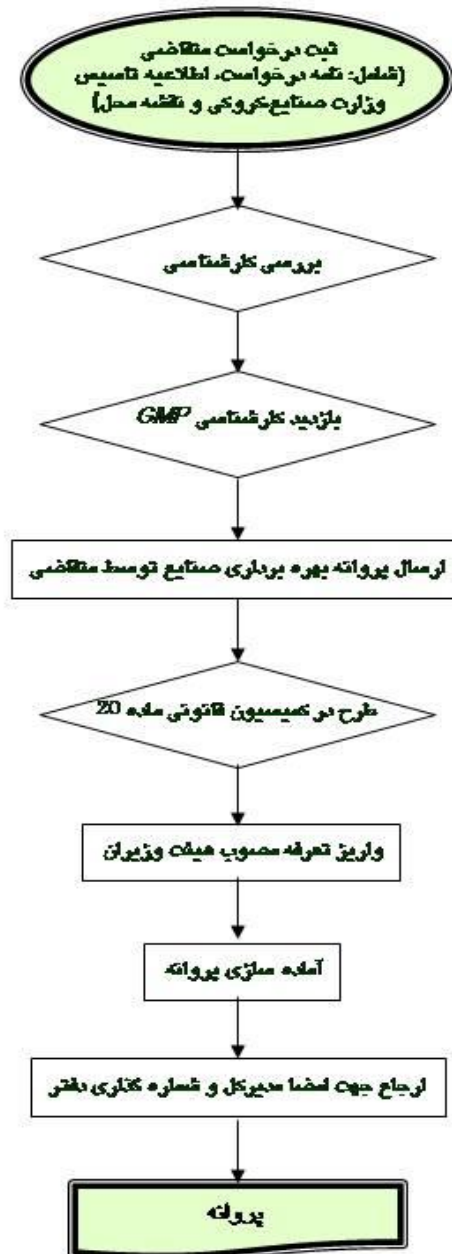 ثبت درخواست متقاضی
(شامل: نامه درخواست، اطلاعیه تاسیس
وزارت صنایع،کروکی و نقشه محل)
بررسی کارشناسی
بازدید کارشناسی GMP
ارسال پروانه بهره برداری صنایع توسط متقاضی
طرح در کمیسیون قانونی ماده 20
واریز تعرفه مصوب هیئت وزیران
آماده سازی پروانه
ارجاع جهت امضا مدیرکل و شماره گذاری دفتر
پروانه